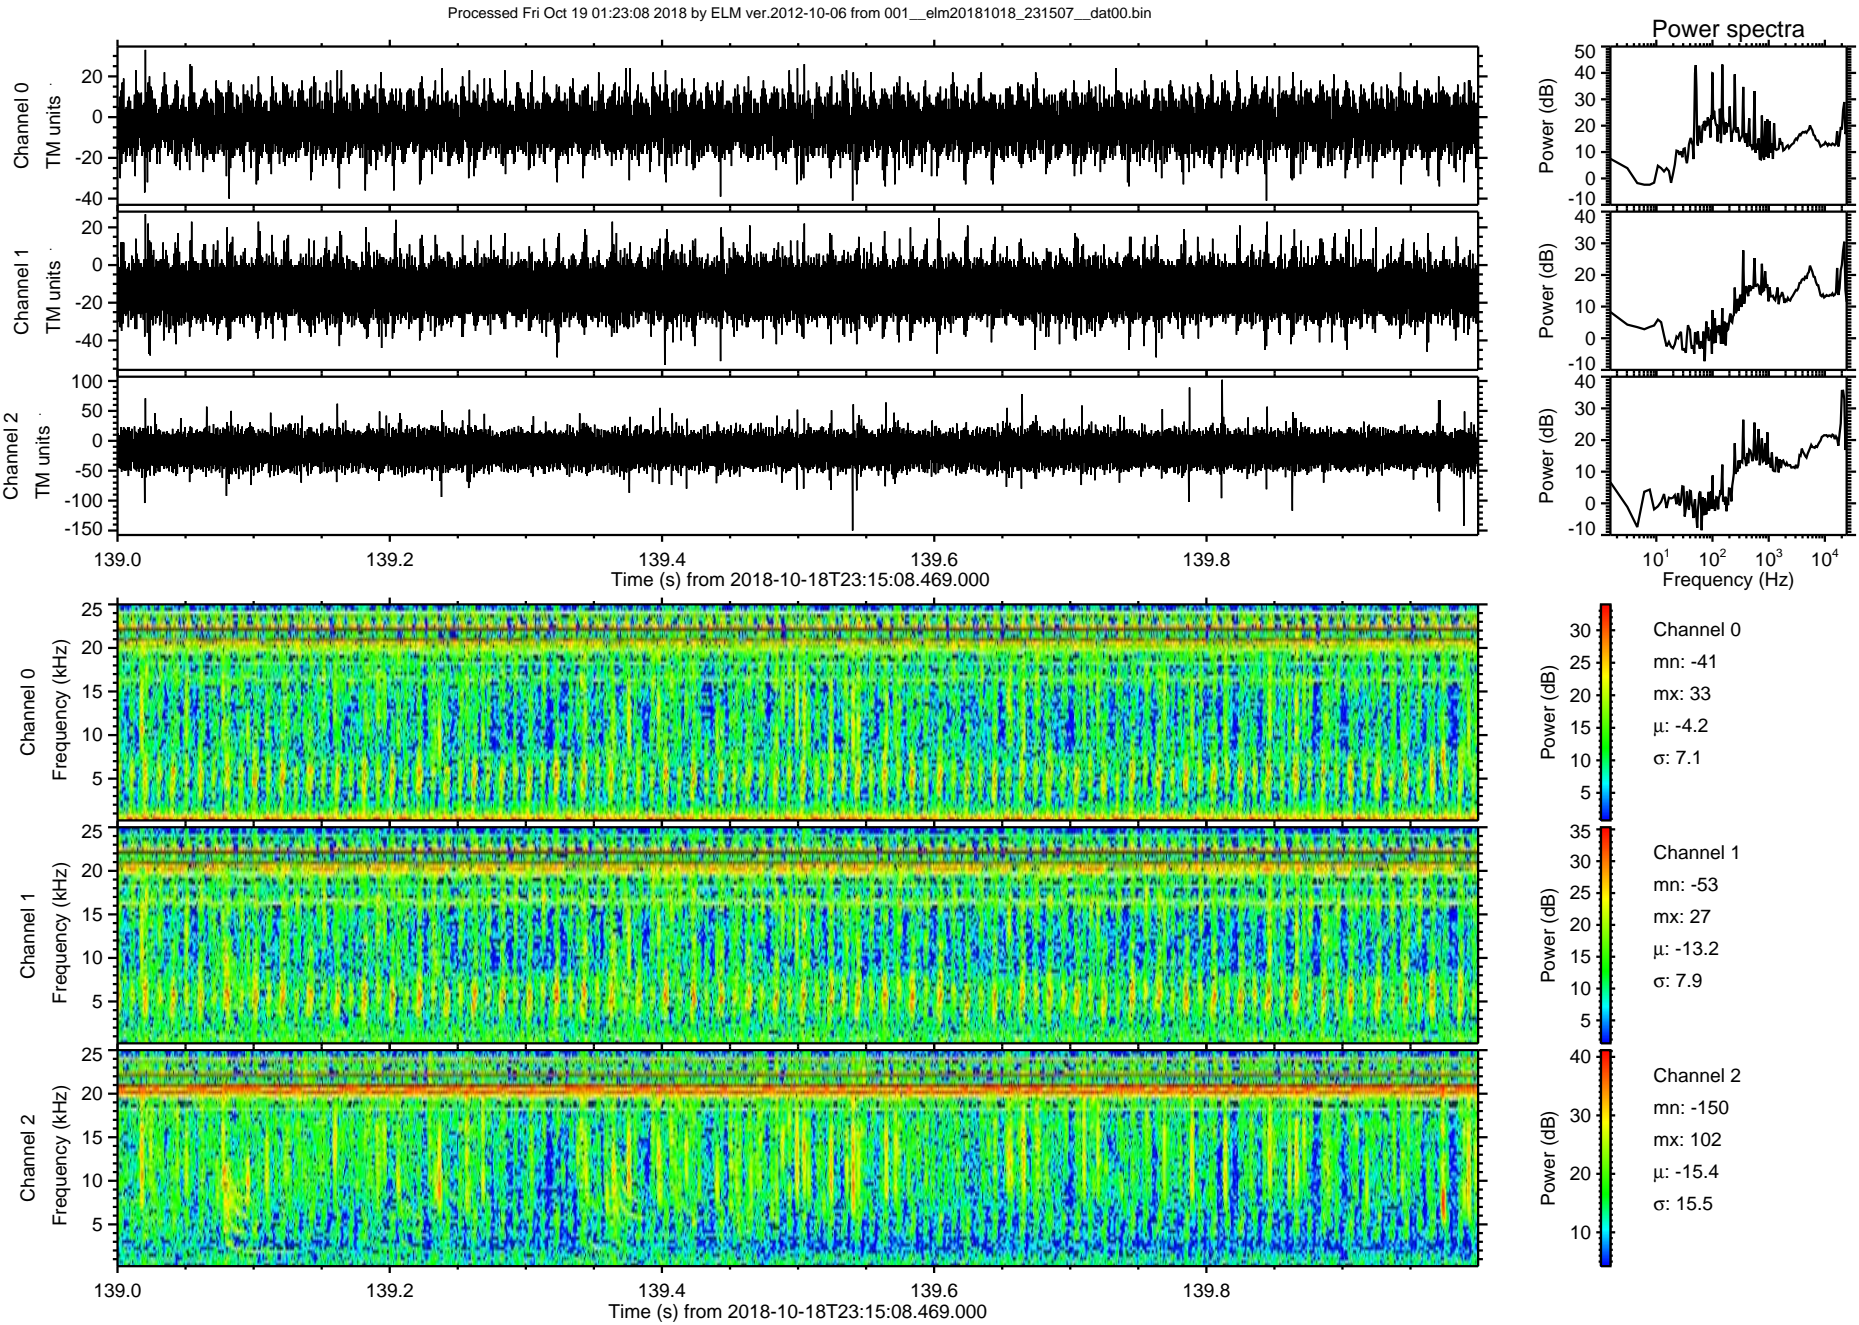 Processed Fri Oct 19 01:23:08 2018 by ELM ver.2012-10-06 from 001__elm20181018_231507__dat00.bin
Power spectra
Channel 0
TM units
20
0
-20
-40
Power (dB)
50
40
30
20
10
0
-10
Channel 1
TM units
20
0
-20
-40
Power (dB)
40
30
20
10
0
-10
Channel 2
TM units
100
50
0
-50
-100
-150
Power (dB)
40
30
20
10
0
-10
139.0 139.2 139.4 139.6 139.8
Time (s) from 2018-10-18T23:15:08.469.000
10^1 10^2 10^3 10^4
Frequency (Hz)
Channel 0
Frequency (kHz)
25
20
15
10
5
Power (dB)
30
25
20
15
10
5
Channel 0
mn: -41
mx: 33
µ: -4.2
σ: 7.1
Channel 1
Frequency (kHz)
25
20
15
10
5
Power (dB)
35
30
25
20
15
10
5
Channel 1
mn: -53
mx: 27
µ: -13.2
σ: 7.9
Channel 2
Frequency (kHz)
25
20
15
10
5
Power (dB)
40
30
20
10
Channel 2
mn: -150
mx: 102
µ: -15.4
σ: 15.5
139.0 139.2 139.4 139.6 139.8
Time (s) from 2018-10-18T23:15:08.469.000